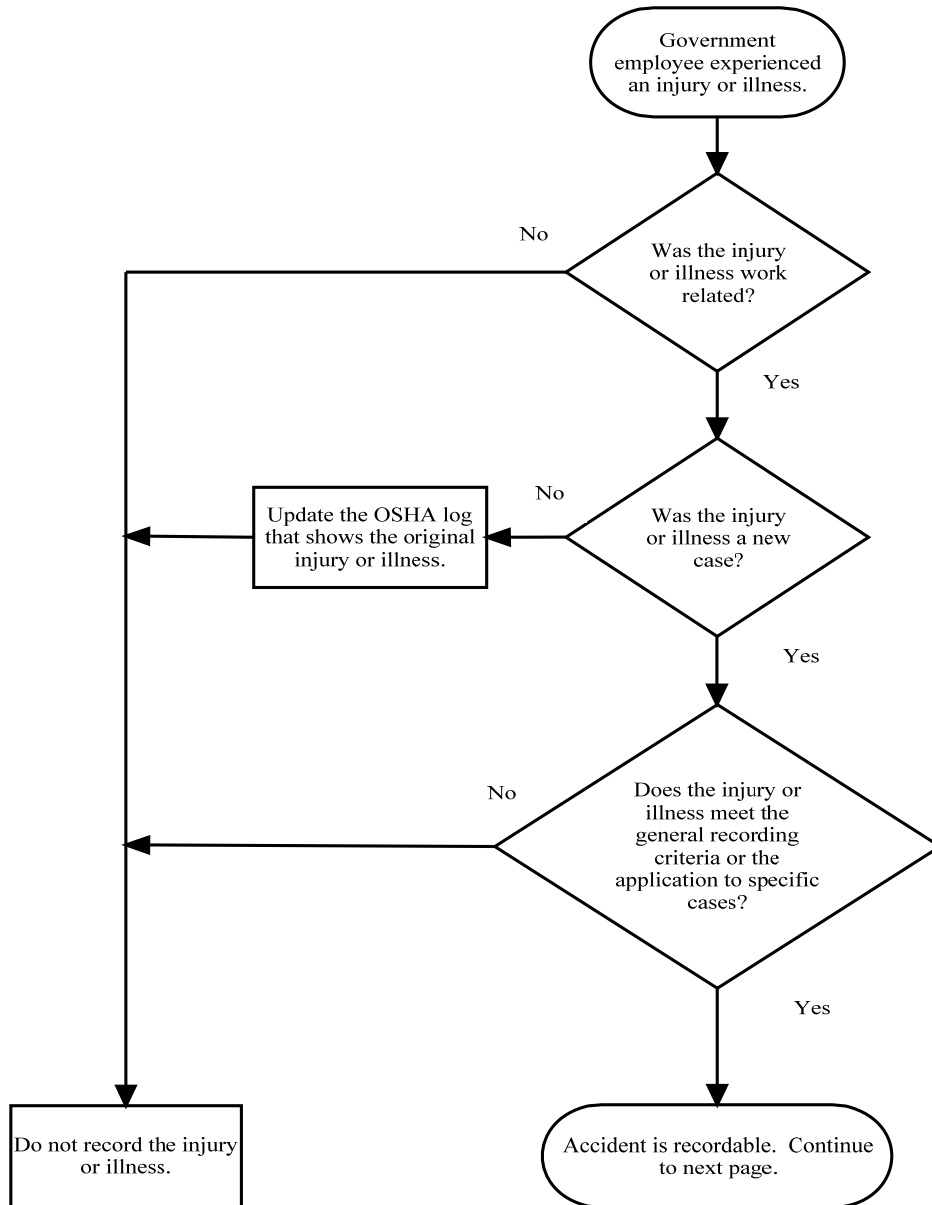 Government
employee experienced
an injury or illness.
No
Was the injury
or illness work
related?
Yes
No
Update the OSHA log
that shows the original
injury or illness.
Was the injury
or illness a new
case?
Yes
No
Does the injury or
illness meet the
general recording
criteria or the
application to specific
cases?
Yes
Do not record the injury
or illness.
Accident is recordable.  Continue
to next page.